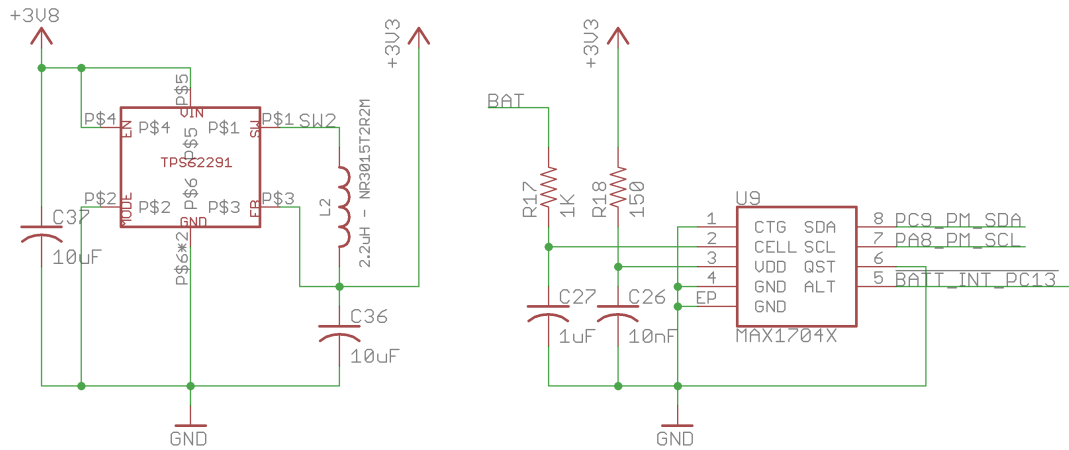 +3V8
+3V3
+3V3
BAT
P$5
VIN
P$4
EN
P$4
P$5
P$1
SW
P$1
SW2
TPS62291
P$2
MODE
P$2
P$6
P$3
FB
P$3
GND
P$6*2
C37
10uF
L2
2.2uH - NR3015T2R2M
C36
10uF
GND
R17
1K
R18
150
C27
1uF
C26
10nF
U9
1 CTG SDA 8 PC9_PM_SDA
2 CELL SCL 7 PA8_PM_SCL
3 VDD QST 6
4 GND ALT 5 BATT_INT_PC13
EP GND
MAX1704X
GND